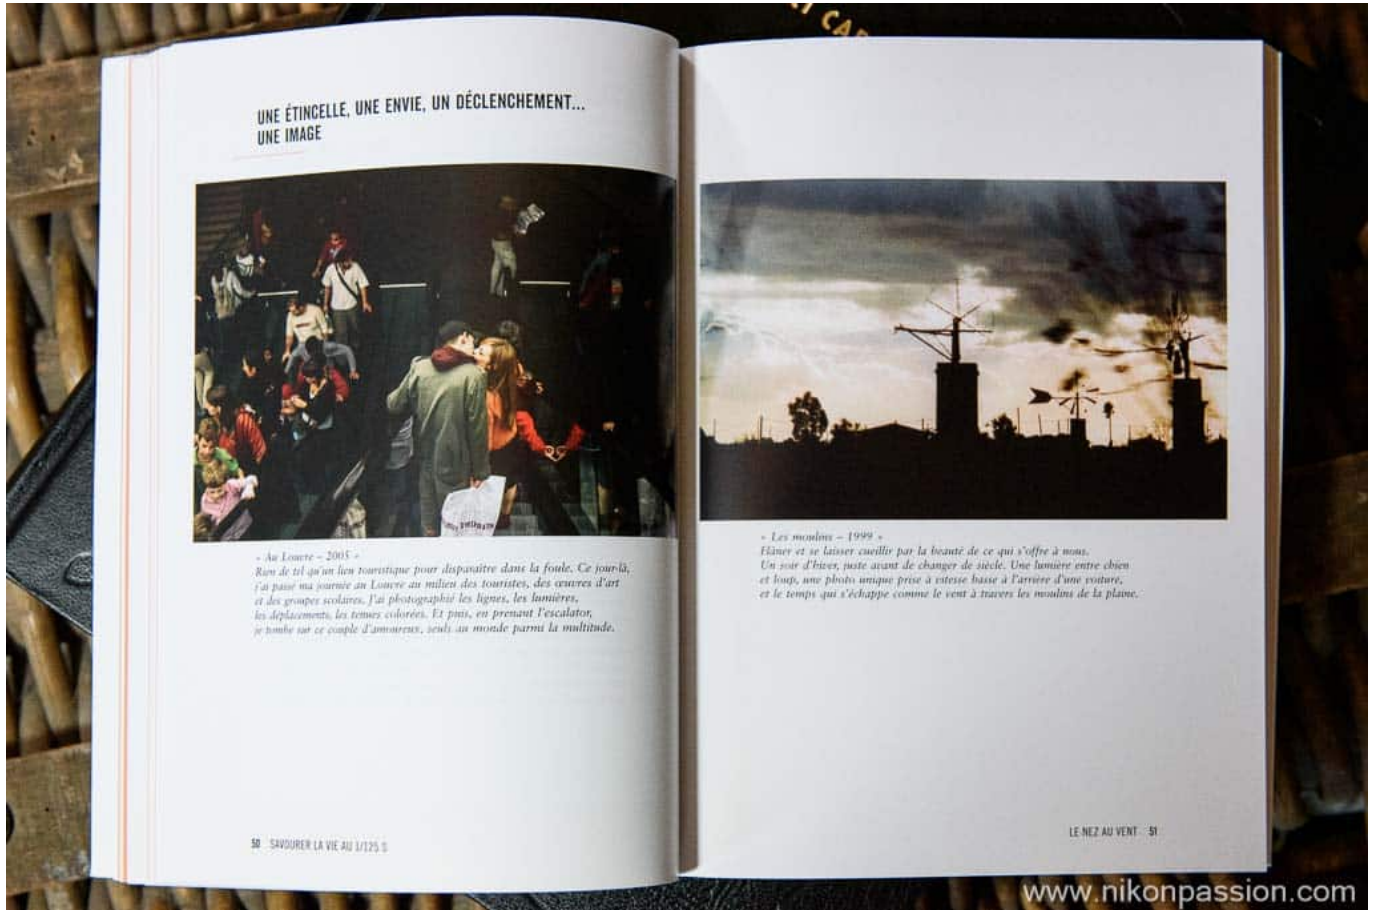 UNE ÉTINCELLE, UNE ENVIE, UN DÉCLENCHEMENT...
UNE IMAGE
« Au Louvre – 2005 »
Rien de tel qu'un lieu touristique pour disparaître dans la foule. Ce jour-là,
j'ai passé ma journée au Louvre au milieu des touristes, des œuvres d'art
et des groupes scolaires. J'ai photographié les lignes, les lumières,
les déplacements, les tenues colorées. Et puis, en prenant l'escalator,
je tombe sur ce couple d'amoureux, seuls au monde parmi la multitude.
50 SAVOURER LA VIE AU 1/125 S
« Les moulins – 1999 »
Flâner et se laisser cueillir par la beauté de ce qui s'offre à nous.
Un soir d'hiver, juste avant de changer de siècle. Une lumière entre chien
et loup, une photo unique prise à vitesse basse à l'arrière d'une voiture,
et le temps qui s'échappe comme le vent à travers les moulins de la plaine.
LE NEZ AU VENT 51
www.nikonpassion.com